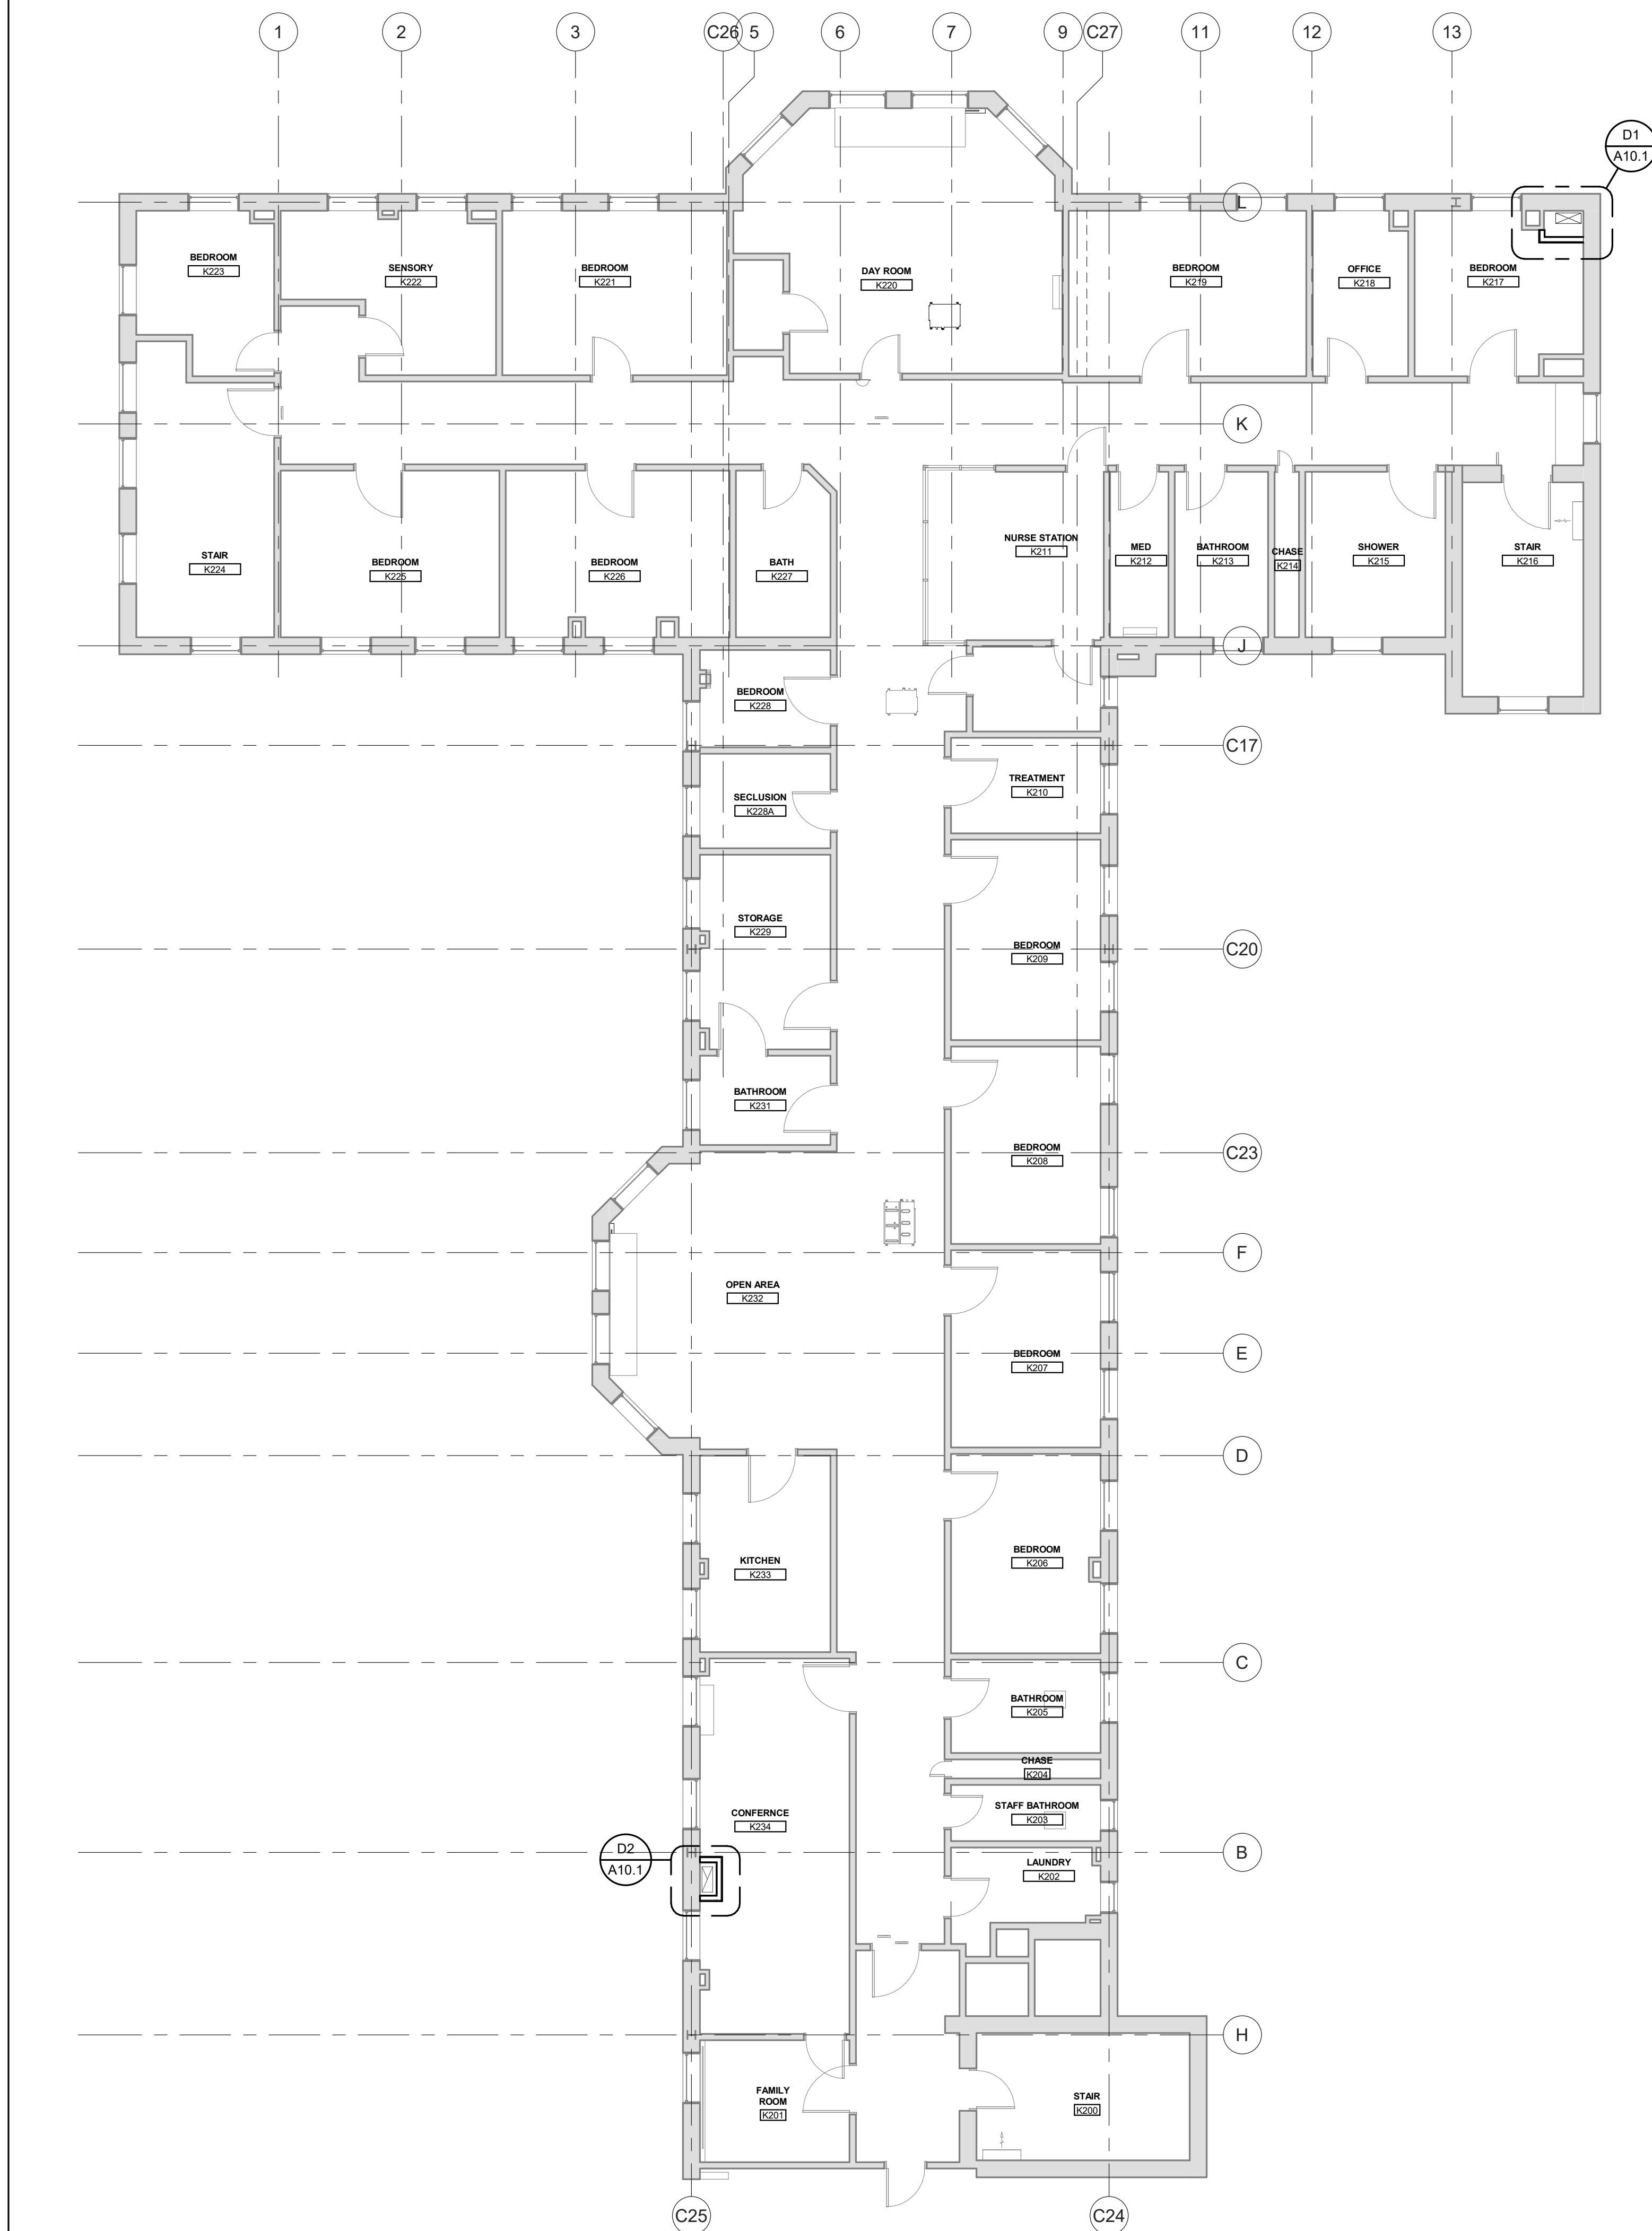 1 2 3 C26 5 6 7 9 C27 11 12 13
D1
A10.1
L
BEDROOM
K223
SENSORY
K222
BEDROOM
K221
DAY ROOM
K220
BEDROOM
K219
OFFICE
K218
BEDROOM
K217
K
STAIR
K224
BEDROOM
K225
BEDROOM
K226
BATH
K227
NURSE STATION
K211
MED
K212
BATHROOM
K213
CHASE
K214
SHOWER
K215
STAIR
K216
J
BEDROOM
K228
C17
TREATMENT
K210
SECLUSION
K228A
STORAGE
K229
BEDROOM
K209
C20
BATHROOM
K231
BEDROOM
K208
C23
F
OPEN AREA
K232
BEDROOM
K207
E
D
KITCHEN
K233
BEDROOM
K206
C
BATHROOM
K205
CHASE
K204
CONFERNCE
K234
STAFF BATHROOM
K203
D2
A10.1
B
LAUNDRY
K202
H
FAMILY
ROOM
K201
STAIR
K200
C25 C24